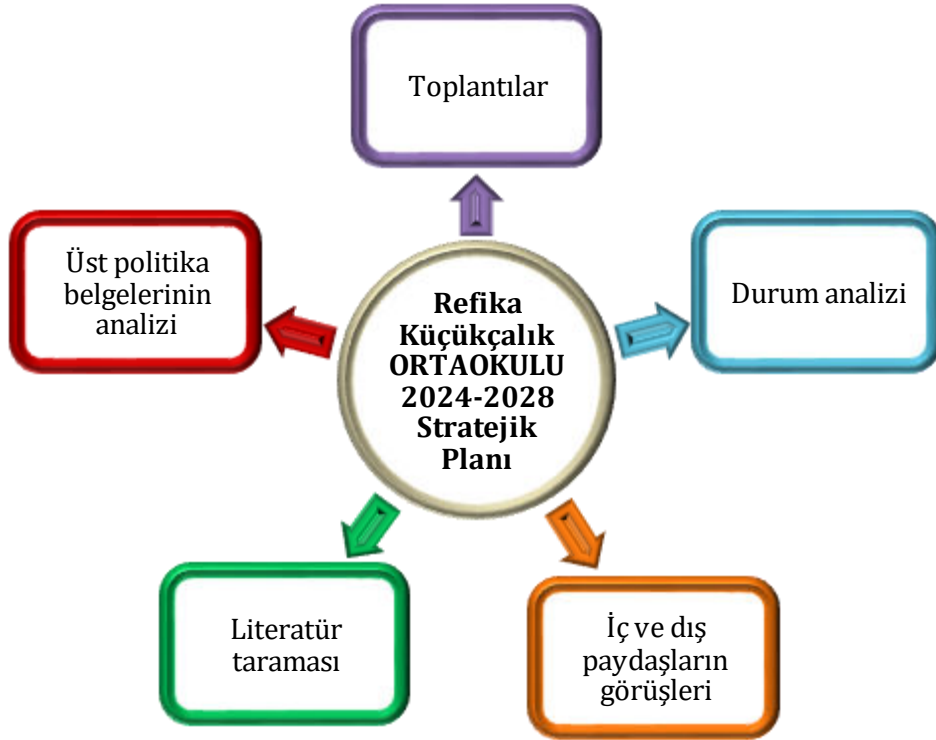 Toplantılar
Üst politika
belgelerinin
analizi
Durum analizi
Refika
Küçükçalık
ORTAOKULU
2024-2028
Stratejik
Planı
Literatür
taraması
İç ve dış
paydaşların
görüşleri